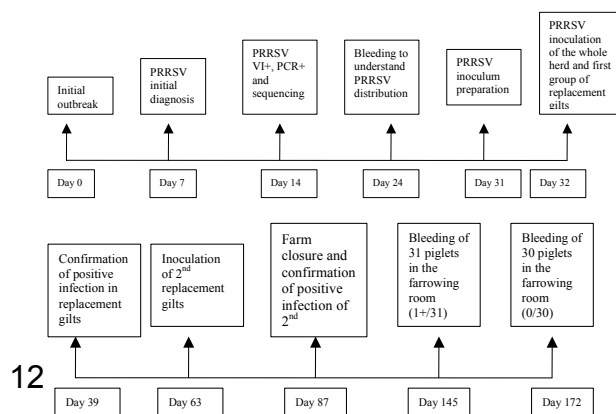 Initial
outbreak
PRRSV
initial
diagnosis
PRRSV
VI+, PCR+
and
sequencing
Bleeding to
understand
PRRSV
distribution
PRRSV
inoculum
preparation
PRRSV
inoculation
of the whole
herd and first
group of
replacement
gilts
Day 0
Day 7
Day 14
Day 24
Day 31
Day 32
Confirmation
of positive
infection in
replacement
gilts
Inoculation
of 2nd
replacement
gilts
Farm
closure and
confirmation
of positive
infection of
2nd
Bleeding of
31 piglets
in the
farrowing
room
(1+/31)
Bleeding of
30 piglets
in the
farrowing
room
(0/30)
12
Day 39
Day 63
Day 87
Day 145
Day 172